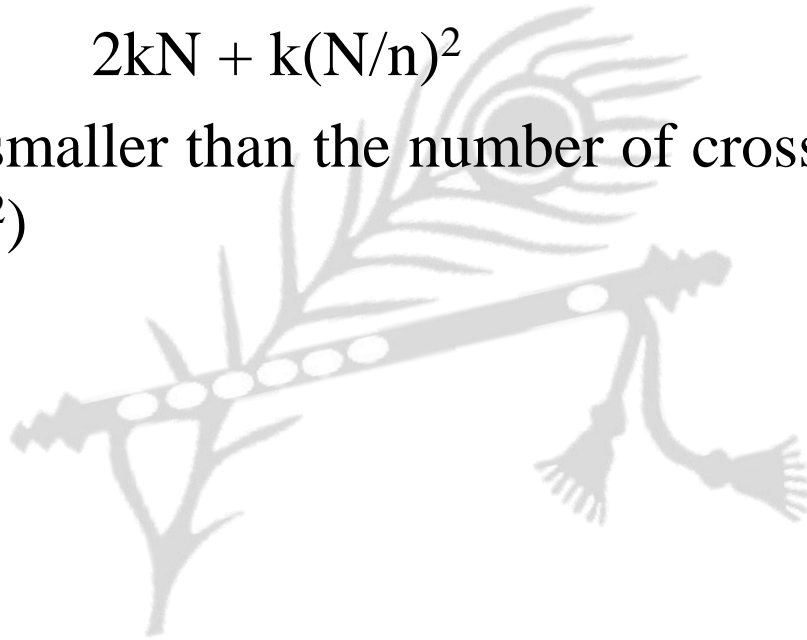 2kN + k(N/n)²
smaller than the number of cross
²)